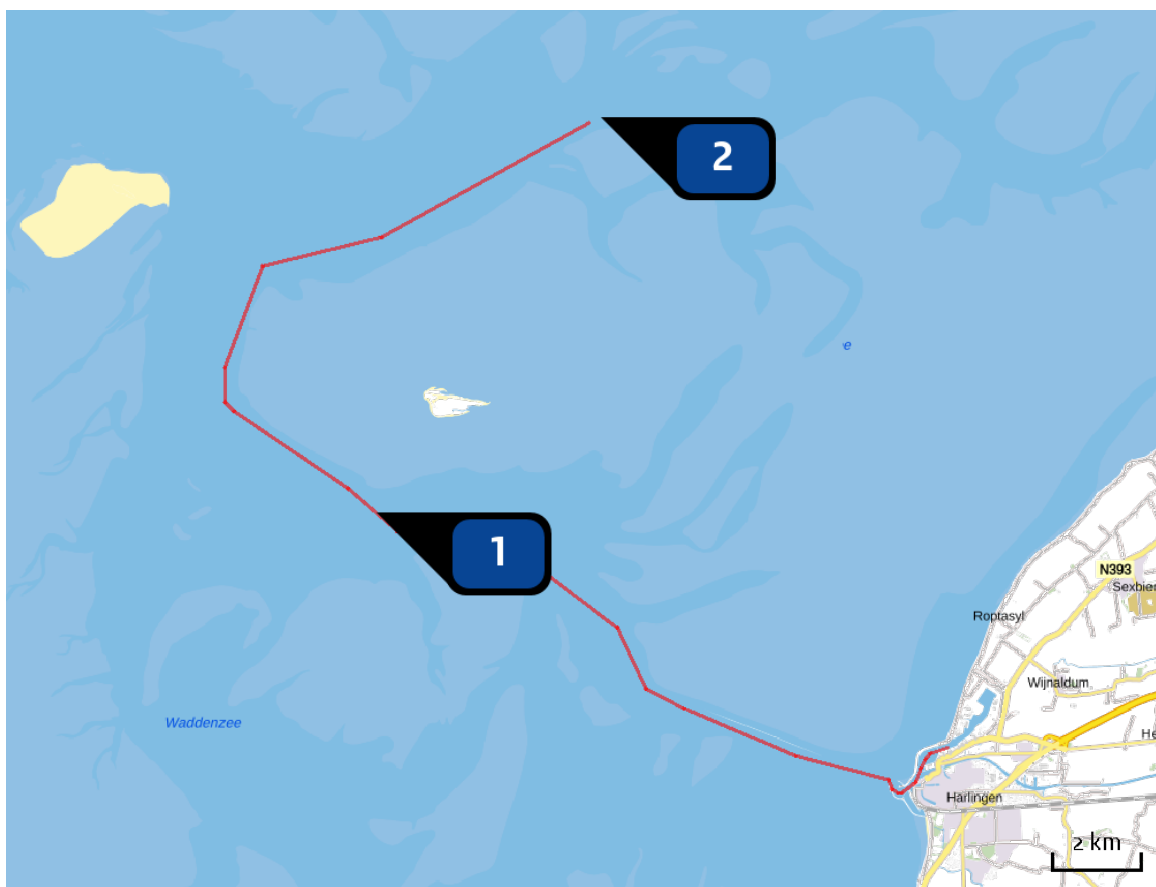 2
e
1
N393
Sexbier
Roptasyl
Wijnaldum
Waddenzee
He
Harlingen
2 km